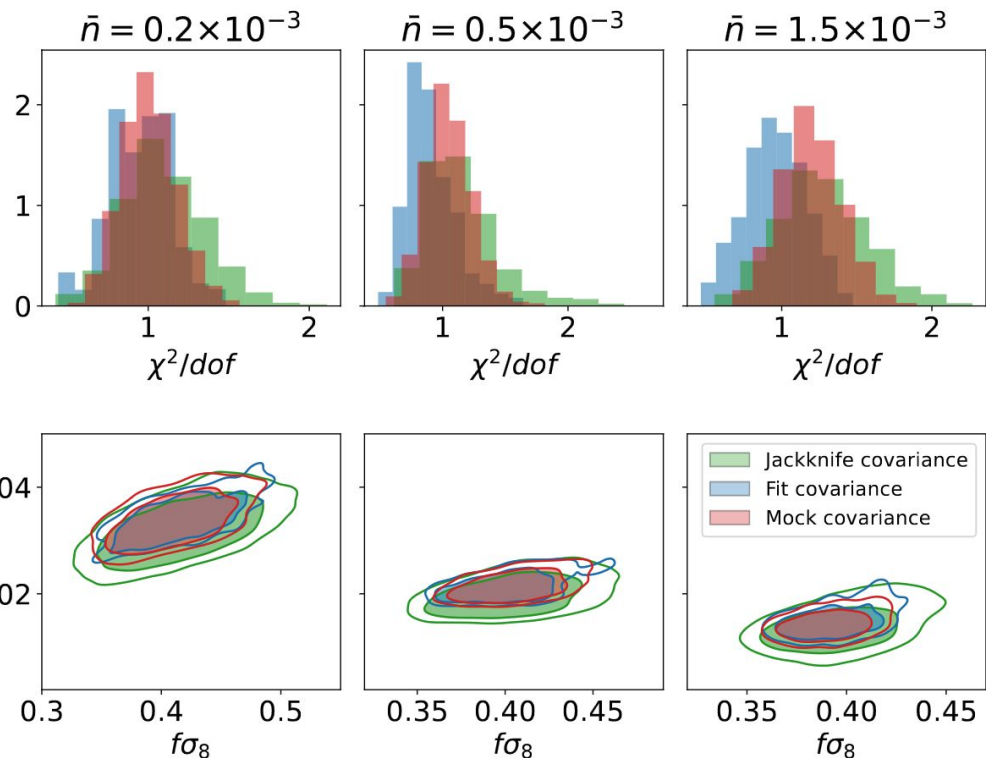 n̄ = 0.2×10⁻³
n̄ = 0.5×10⁻³
n̄ = 1.5×10⁻³
2
1
0
1 2
1 2
1 2
χ²/dof
χ²/dof
χ²/dof
04
02
Jackknife covariance
Fit covariance
Mock covariance
0.3 0.4 0.5
0.35 0.40 0.45
0.35 0.40 0.45
fσ₈
fσ₈
fσ₈